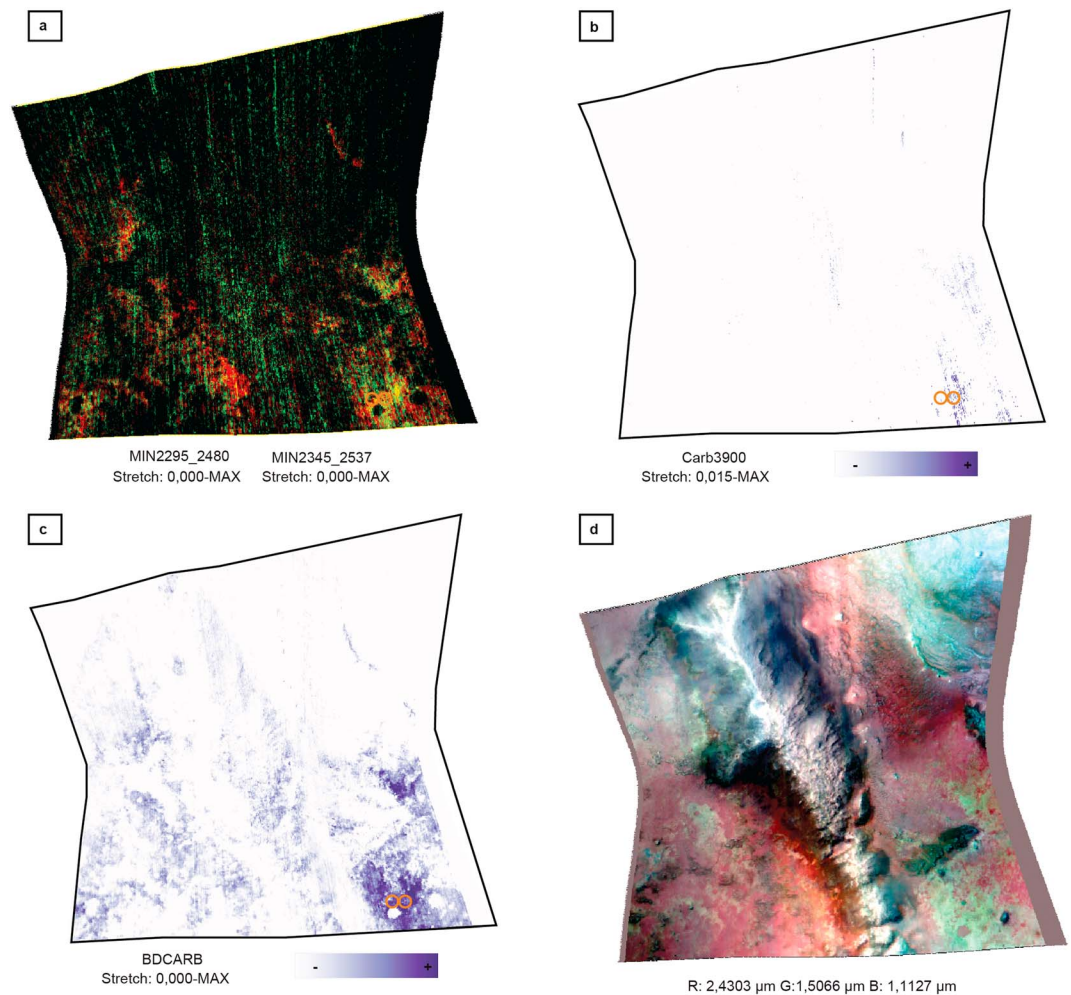 a
b
MIN2295_2480 MIN2345_2537
Stretch: 0,000-MAX Stretch: 0,000-MAX
Carb3900
Stretch: 0,015-MAX
- +
c
d
BDCARB
Stretch: 0,000-MAX
- +
R: 2,4303 µm G:1,5066 µm B: 1,1127 µm